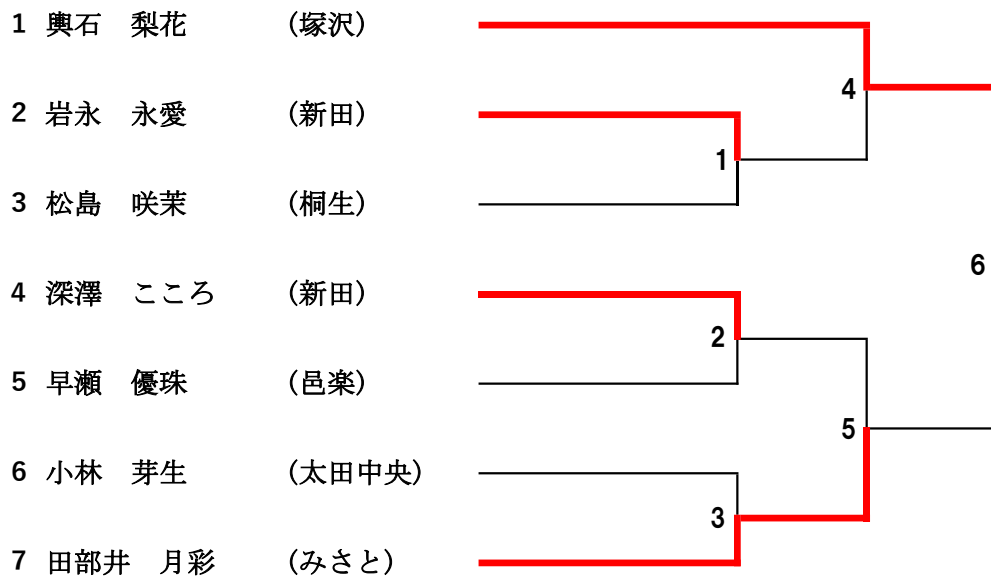 1 輿石　梨花　（塚沢）
4
2 岩永　永愛　（新田）
1
3 松島　咲茉　（桐生）
6
4 深澤　こころ　（新田）
2
5 早瀬　優珠　（邑楽）
5
6 小林　芽生　（太田中央）
3
7 田部井　月彩　（みさと）